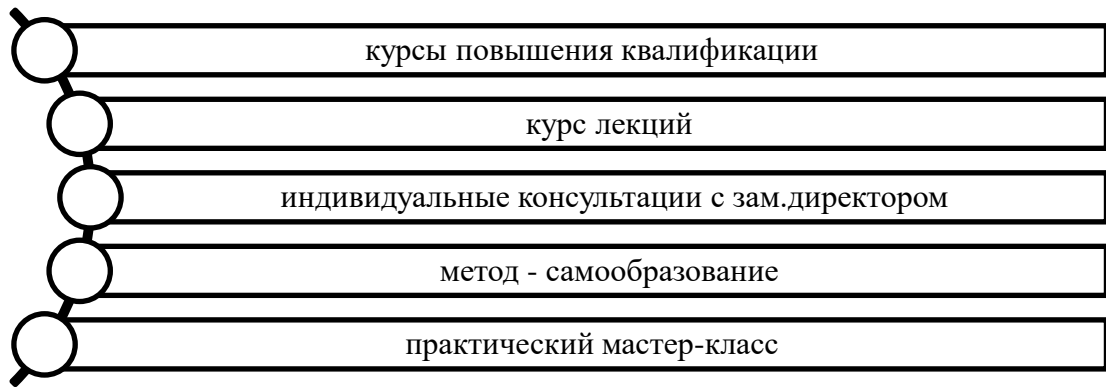 курсы повышения квалификации
курс лекций
индивидуальные консультации с зам.директором
метод - самообразование
практический мастер-класс